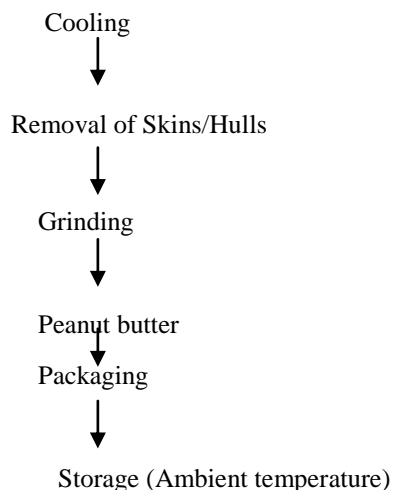 Cooling
Removal of Skins/Hulls
Grinding
Peanut butter
Packaging
Storage (Ambient temperature)